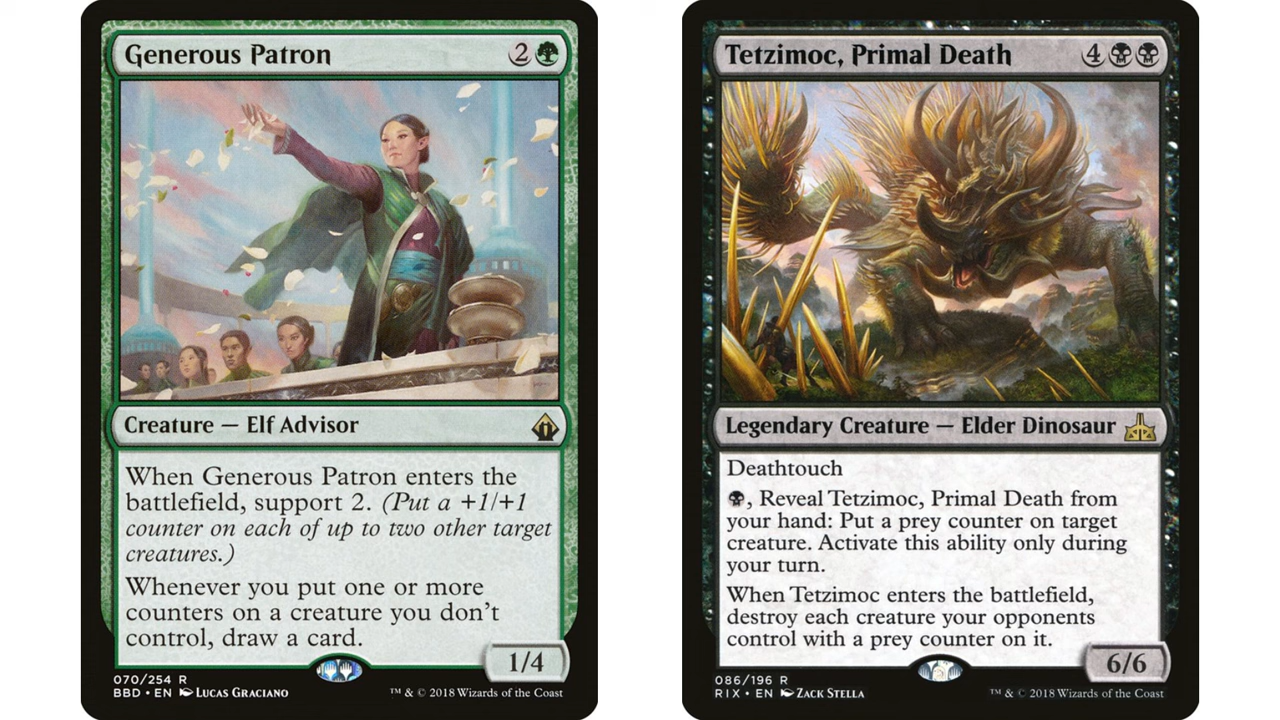 Generous Patron 2
Creature — Elf Advisor
When Generous Patron enters the
battlefield, support 2. (Put a +1/+1
counter on each of up to two other target
creatures.)
Whenever you put one or more
counters on a creature you don't
control, draw a card.
1/4
070/254 R
BBD • EN Lucas Graciano
™ & © 2018 Wizards of the Coast
Tetzimoc, Primal Death 4
Legendary Creature — Elder Dinosaur
Deathtouch
, Reveal Tetzimoc, Primal Death from
your hand: Put a prey counter on target
creature. Activate this ability only during
your turn.
When Tetzimoc enters the battlefield,
destroy each creature your opponents
control with a prey counter on it.
6/6
086/196 R
RIX • EN Zack Stella
™ & © 2018 Wizards of the Coast